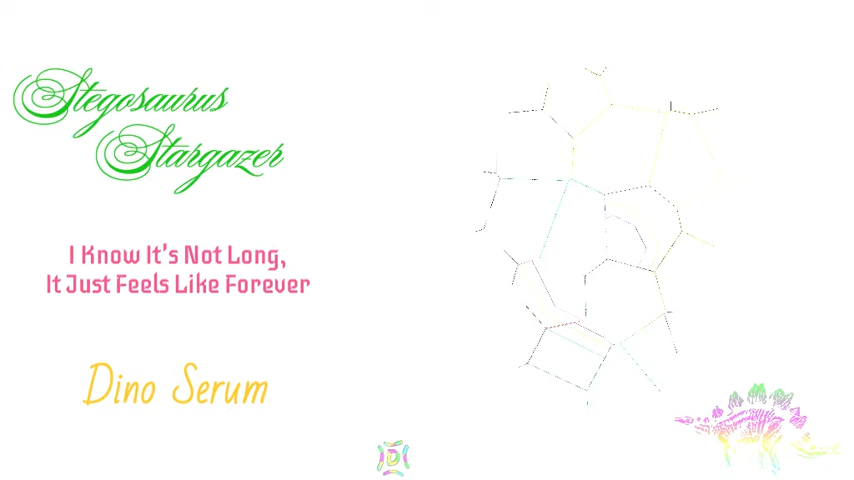 Stegosaurus
Stargazer
I Know It's Not Long,
It Just Feels Like Forever
Dino Serum
D